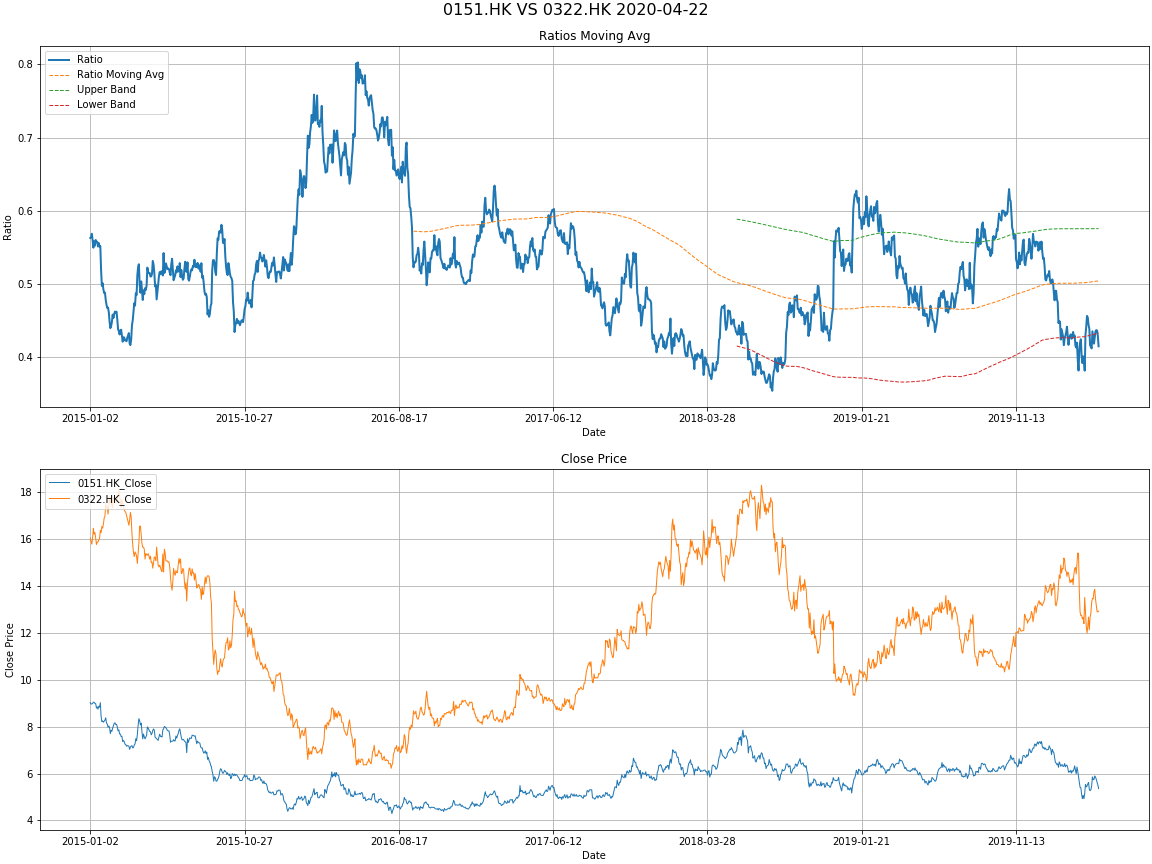 0151.HK VS 0322.HK 2020-04-22
Ratios Moving Avg
Ratio
Ratio Moving Avg
Upper Band
Lower Band
0.8
0.7
0.6
0.5
0.4
Ratio
2015-01-02 2015-10-27 2016-08-17 2017-06-12 2018-03-28 2019-01-21 2019-11-13
Date
Close Price
0151.HK_Close
0322.HK_Close
18
16
14
12
10
8
6
4
Close Price
2015-01-02 2015-10-27 2016-08-17 2017-06-12 2018-03-28 2019-01-21 2019-11-13
Date